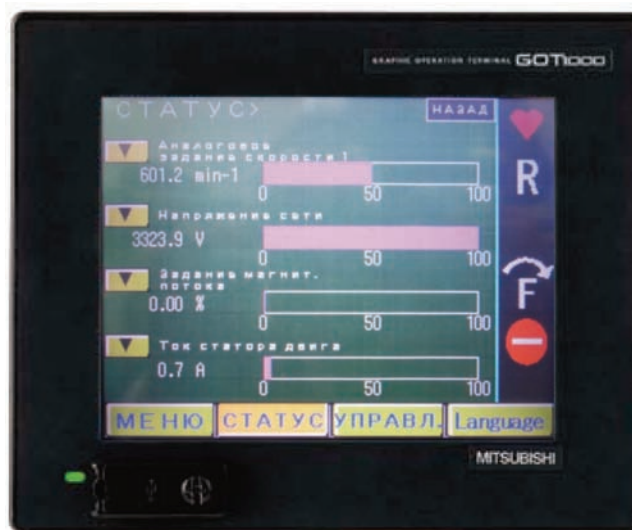 GRAPHIC OPERATION TERMINAL GOT1000
СТАТУС>
НАЗАД
Аналоговое
задание скорости 1
601.2 min-1
0 50 100
R
Напряжение сети
3323.9 V
0 50 100
Задание магнит.
потока
0.00 %
0 50 100
F
Ток статора двига
0.7 A
0 50 100
МЕНЮ СТАТУС УПРАВЛ. Language
MITSUBISHI